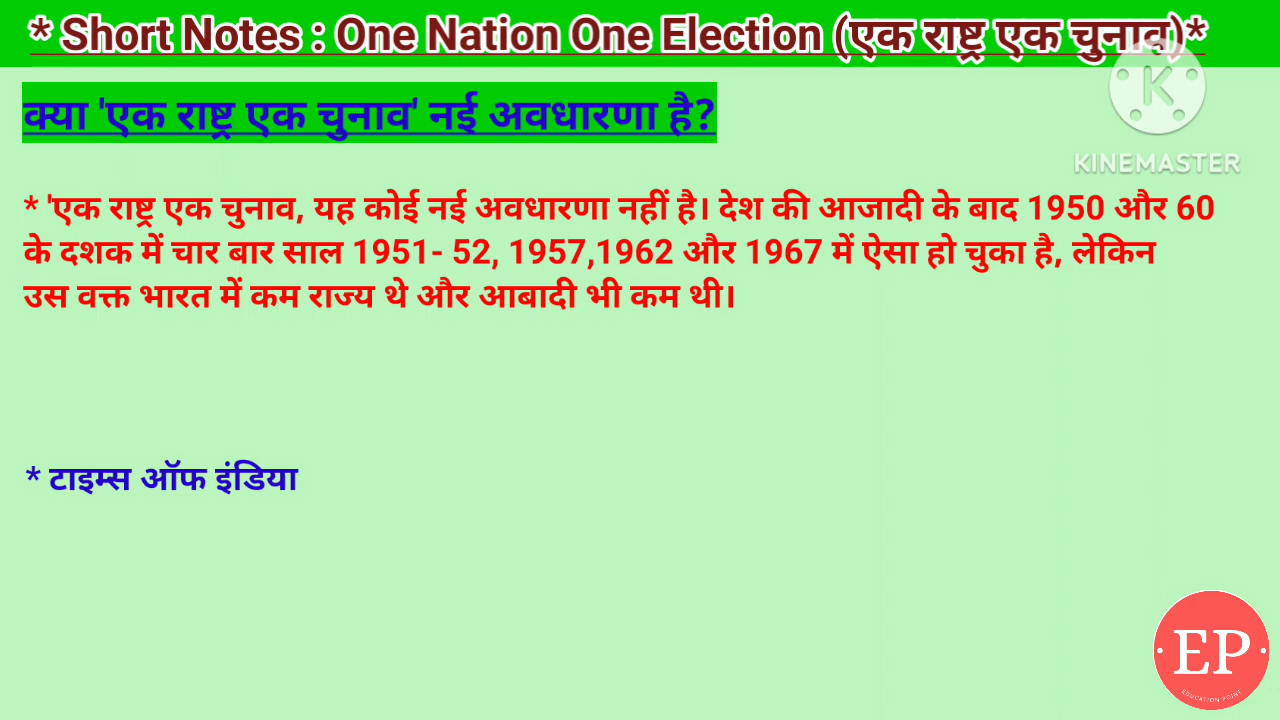 * Short Notes : One Nation One Election (एक राष्ट्र एक चुनाव)*
K
KINEMASTER
क्या 'एक राष्ट्र एक चुनाव' नई अवधारणा है?
* 'एक राष्ट्र एक चुनाव, यह कोई नई अवधारणा नहीं है। देश की आजादी के बाद 1950 और 60
के दशक में चार बार साल 1951- 52, 1957,1962 और 1967 में ऐसा हो चुका है, लेकिन
उस वक्त भारत में कम राज्य थे और आबादी भी कम थी।
* टाइम्स ऑफ इंडिया
EP
EDUCATION POINT